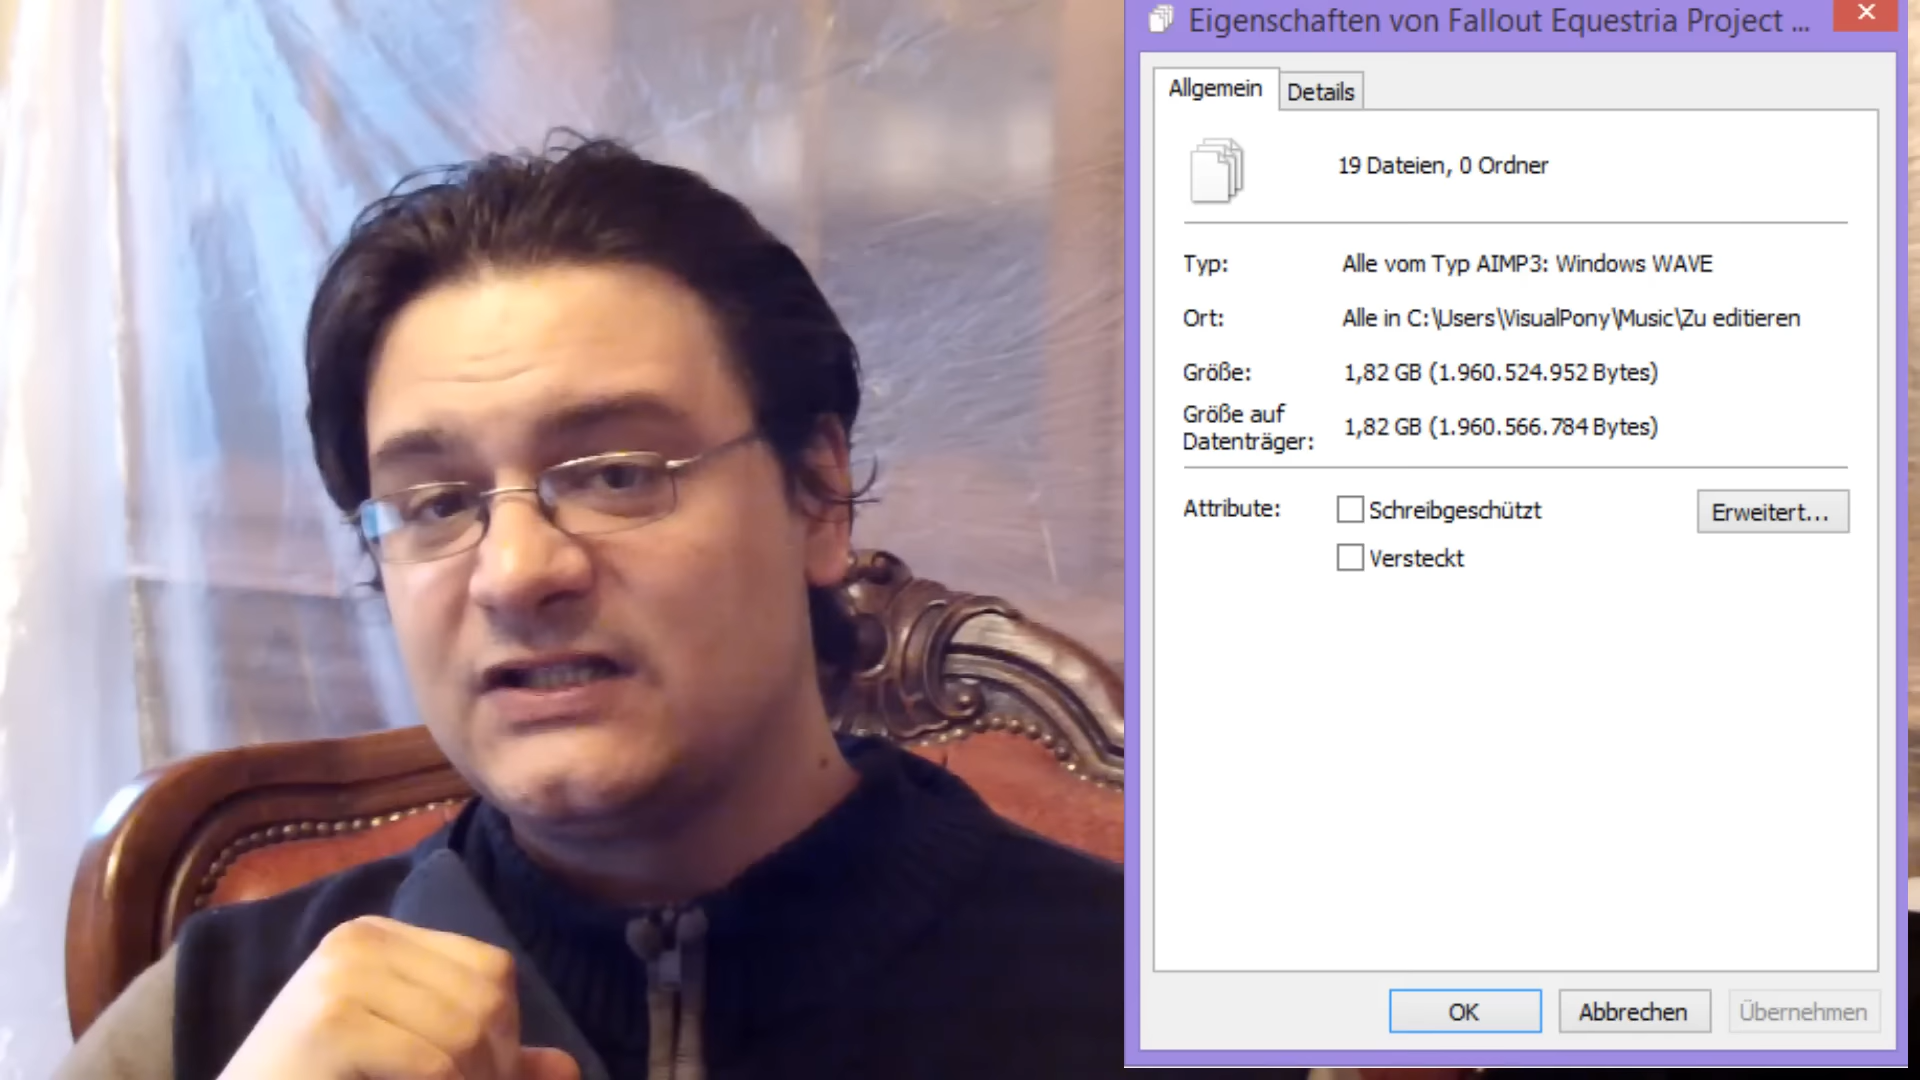 Eigenschaften von Fallout Equestria Project ...
Allgemein
Details
19 Dateien, 0 Ordner
Typ: Alle vom Typ AIMP3: Windows WAVE
Ort: Alle in C:\Users\VisualPony\Music\Zu editieren
Größe: 1,82 GB (1.960.524.952 Bytes)
Größe auf
Datenträger: 1,82 GB (1.960.566.784 Bytes)
Attribute: Schreibgeschützt Erweitert...
Versteckt
OK Abbrechen Übernehmen